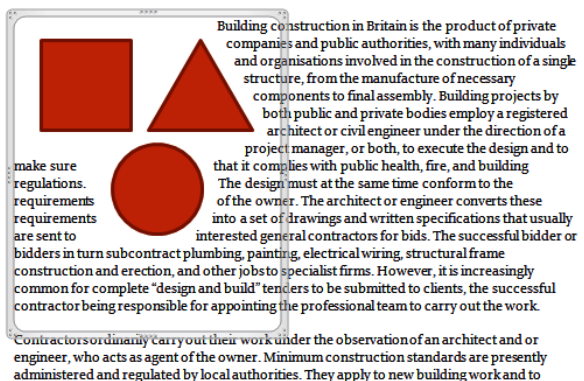 Building construction in Britain is the product of private
companies and public authorities, with many individuals
and organisations involved in the construction of a single
structure, from the manufacture of necessary
components to final assembly. Building projects by
both public and private bodies employ a registered
architect or civil engineer under the direction of a
project manager, or both, to execute the design and to
make sure that it complies with public health, fire, and building
regulations. The design must at the same time conform to the
requirements of the owner. The architect or engineer converts these
requirements into a set of drawings and written specifications that usually
are sent to interested general contractors for bids. The successful bidder or
bidders in turn subcontract plumbing, painting, electrical wiring, structural frame
construction and erection, and other jobs to specialist firms. However, it is increasingly
common for complete “design and build” tenders to be submitted to clients, the successful
contractor being responsible for appointing the professional team to carry out the work.
Contractors ordinarily carry out their work under the observation of an architect and or
engineer, who acts as agent of the owner. Minimum construction standards are presently
administered and regulated by local authorities. They apply to new building work and to